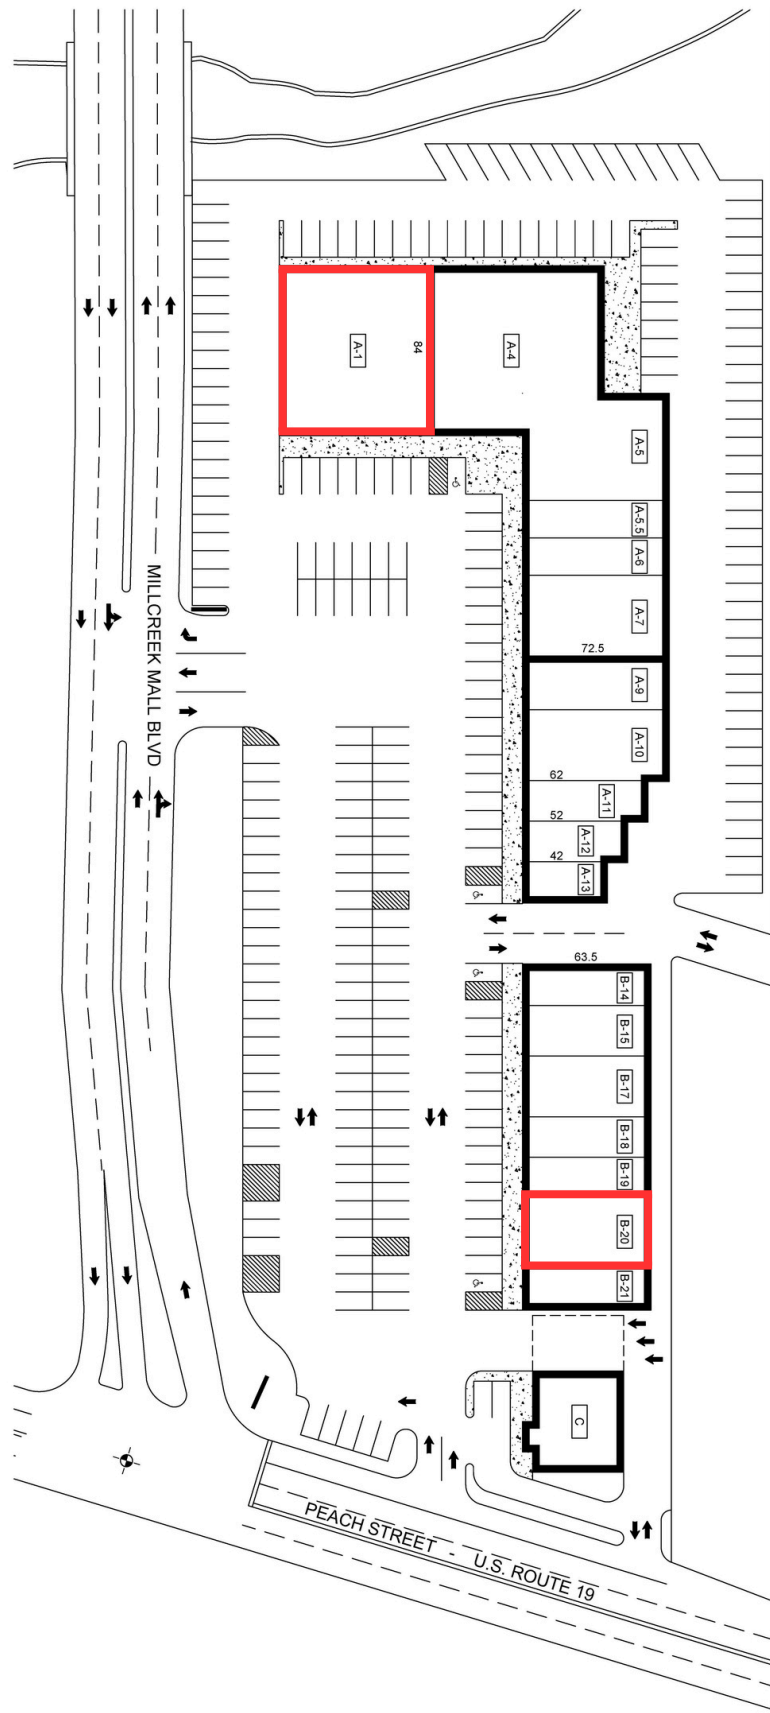 A-1
84
A-4
A-5
A-5.5
A-6
A-7
72.5
A-9
A-10
62
A-11
52
A-12
42
A-13
MILLCREEK MALL BLVD
63.5
B-14
B-15
B-17
B-18
B-19
B-20
B-21
C
PEACH STREET - U.S. ROUTE 19